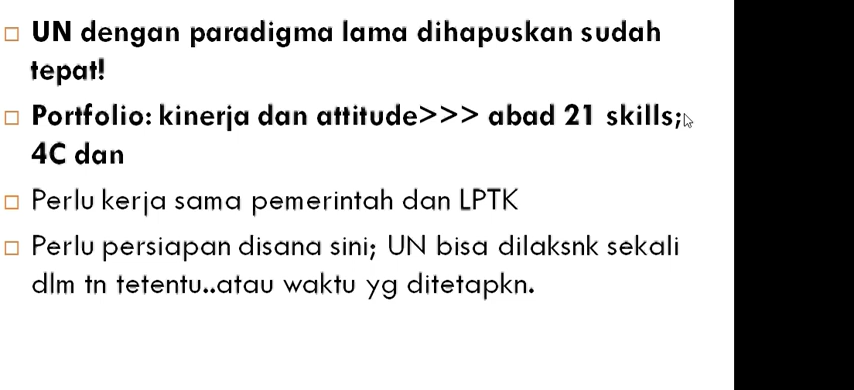 UN dengan paradigma lama dihapuskan sudah
tepat!
Portfolio: kinerja dan attitude>>> abad 21 skills;
4C dan
Perlu kerja sama pemerintah dan LPTK
Perlu persiapan disana sini; UN bisa dilaksnk sekali
dlm tn tetentu..atau waktu yg ditetapkn.